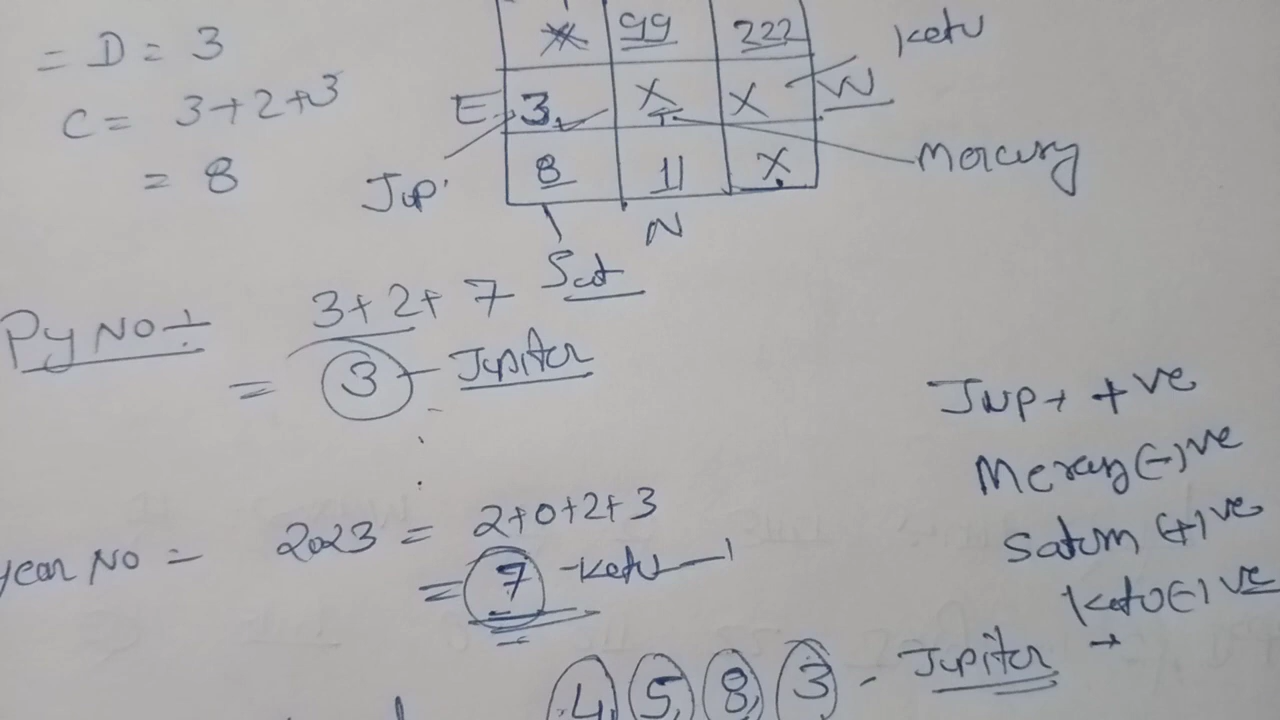 = D = 3
C = 3+2+3
= 8
99 222 Ketu
E 3 X X W
8 11 X Mercury
Jup N
Sat
PY NO = 3+2+7
= 3 - Jupiter
Year NO = 2023 = 2+0+2+3
= 7 - Ketu
Jup + +ve
Mercury (-)ve
Saturn (+)ve
Keto (-)ve
4 5 8 3 - Jupiter →